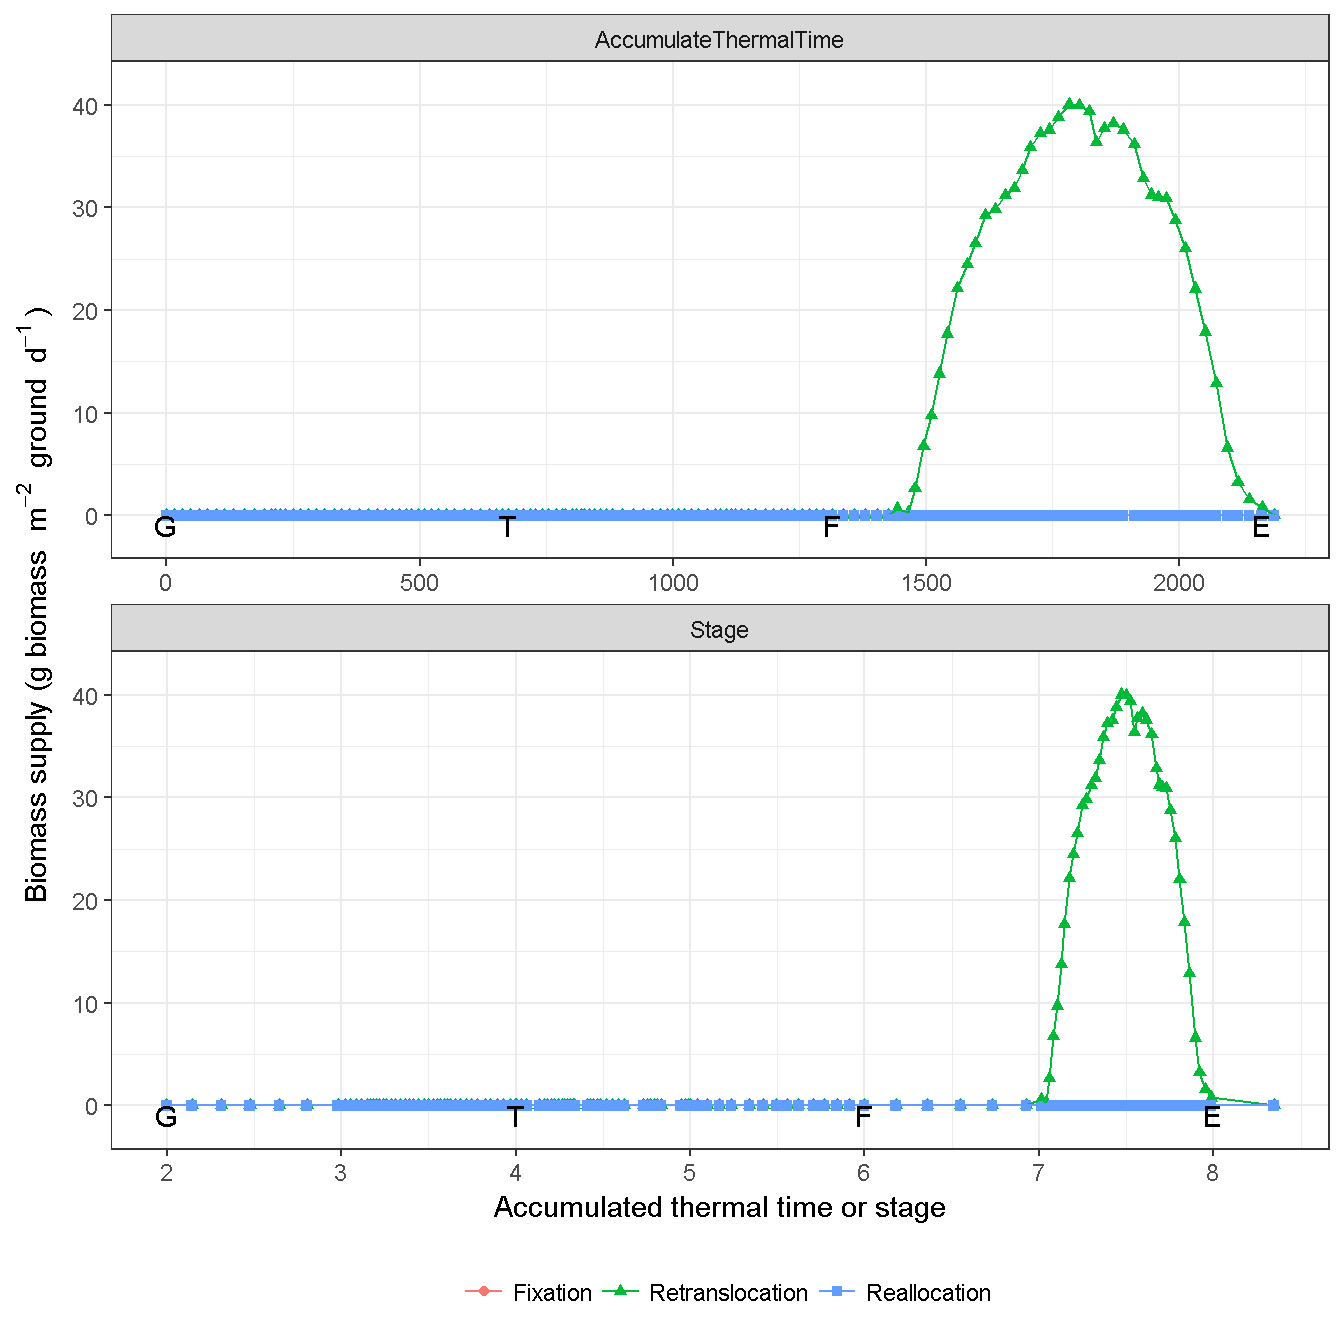 AccumulateThermalTime
40
30
20
10
0
G T F E
0 500 1000 1500 2000
Stage
40
30
20
10
0
G T F E
2 3 4 5 6 7 8
Biomass supply (g biomass m⁻² ground d⁻¹)
Accumulated thermal time or stage
Fixation Retranslocation Reallocation